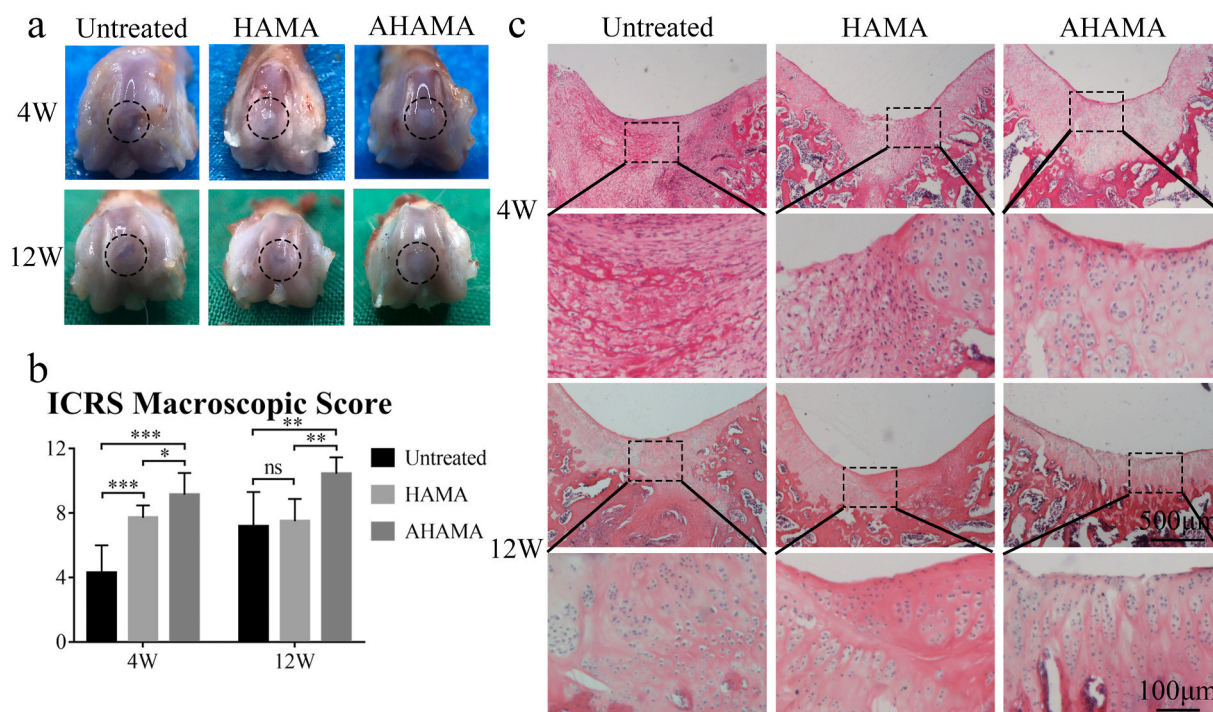 a
Untreated HAMA AHAMA
4W
12W
b
ICRS Macroscopic Score
*** ** 
* **
*** ns
12
8
4
0
4W 12W
Untreated
HAMA
AHAMA
c
Untreated HAMA AHAMA
4W
12W
500μm
100μm